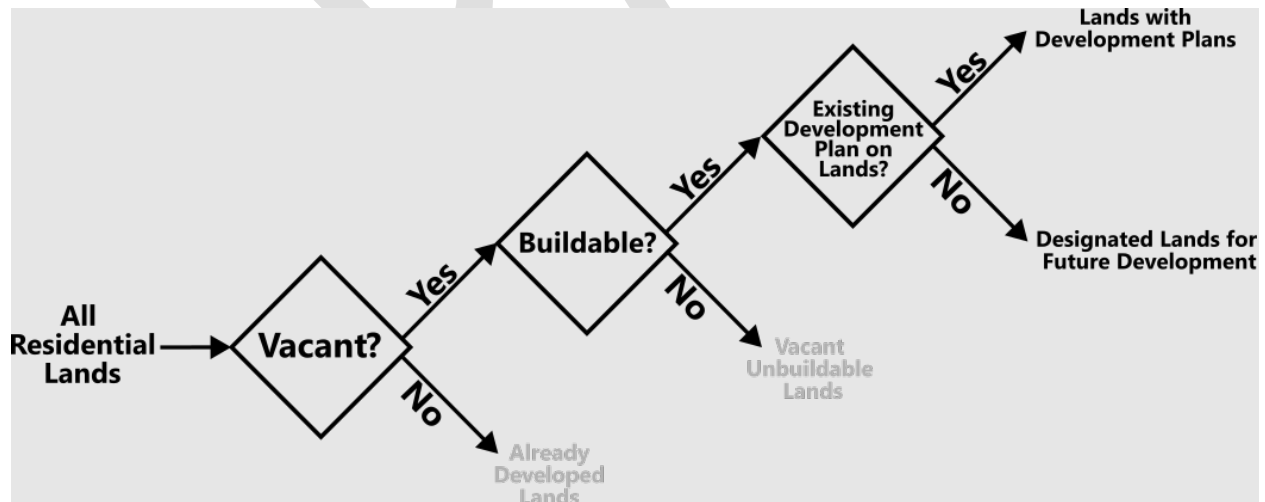 Lands with
Development Plans
Yes
Existing
Development
Plan on
Lands?
Yes
No
Buildable?
Designated Lands for
Future Development
Yes
No
All
Residential
Lands
Vacant?
Vacant
Unbuildable
Lands
No
Already
Developed
Lands